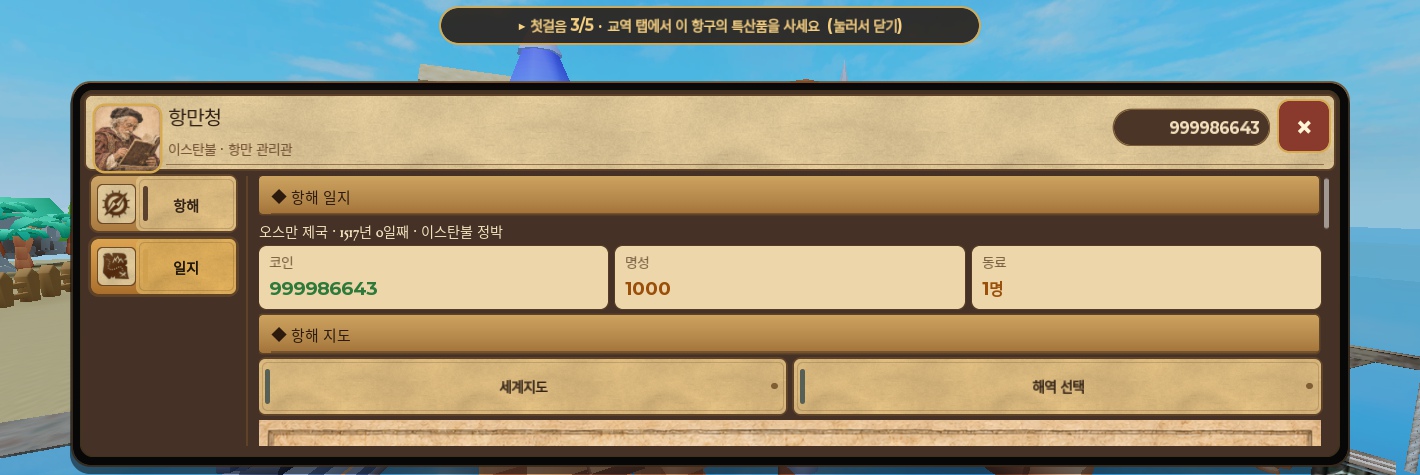 ▸ 첫걸음 3/5 · 교역 탭에서 이 항구의 특산품을 사세요 (눌러서 닫기)
항만청
이스탄불 · 항만 관리관
999986643
×
항해
일지
◆ 항해 일지
오스만 제국 · 1517년 0일째 · 이스탄불 정박
코인
999986643
명성
1000
동료
1명
◆ 항해 지도
세계지도
해역 선택